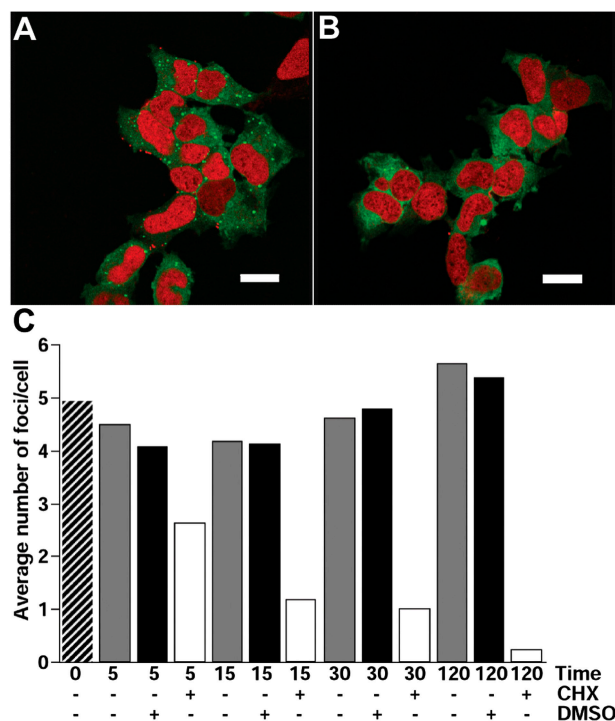 A
B
C
Average number of foci/cell
6
5
4
3
2
1
0
0 5 5 5 15 15 15 30 30 30 120 120 120 Time
- - - + - - + - - + - - + CHX
- - + - - + - - + - - + - DMSO